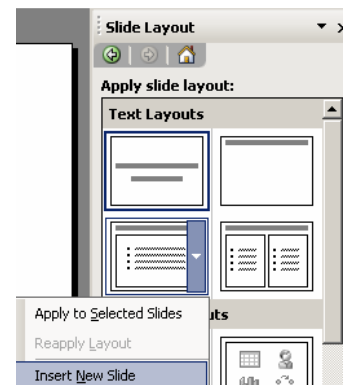 Slide Layout
Apply slide layout:
Text Layouts
Apply to Selected Slides
uts
Reapply Layout
Insert New Slide